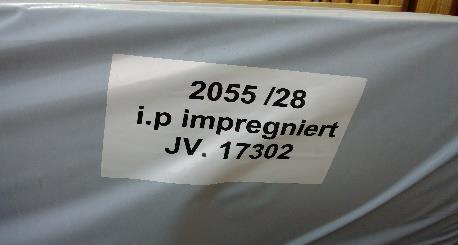 2055 /28
i.p impregniert
JV. 17302